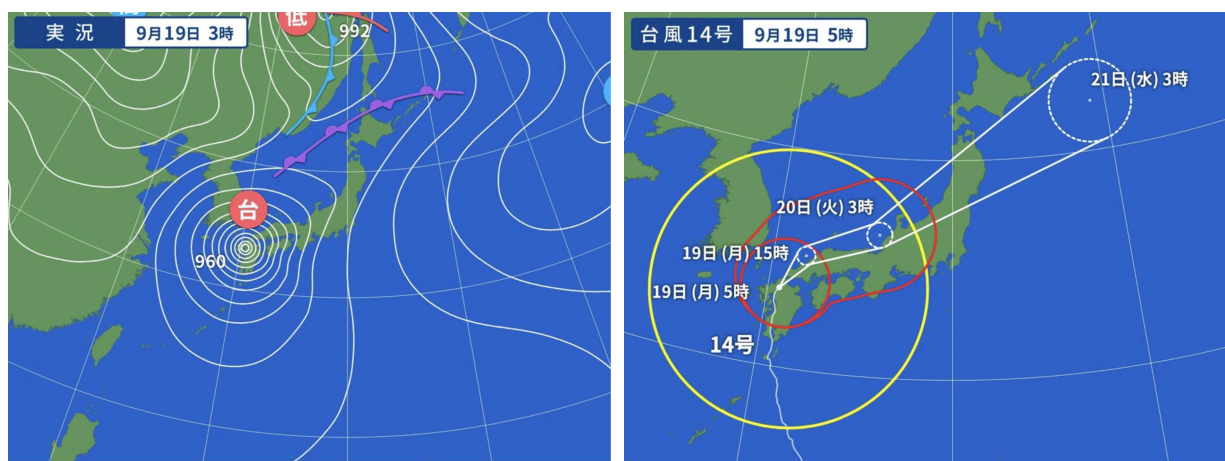 実況 9月19日 3時
低
992
台
960
台風14号 9月19日 5時
21日(水)3時
20日(火)3時
19日(月)15時
19日(月)5時
14号